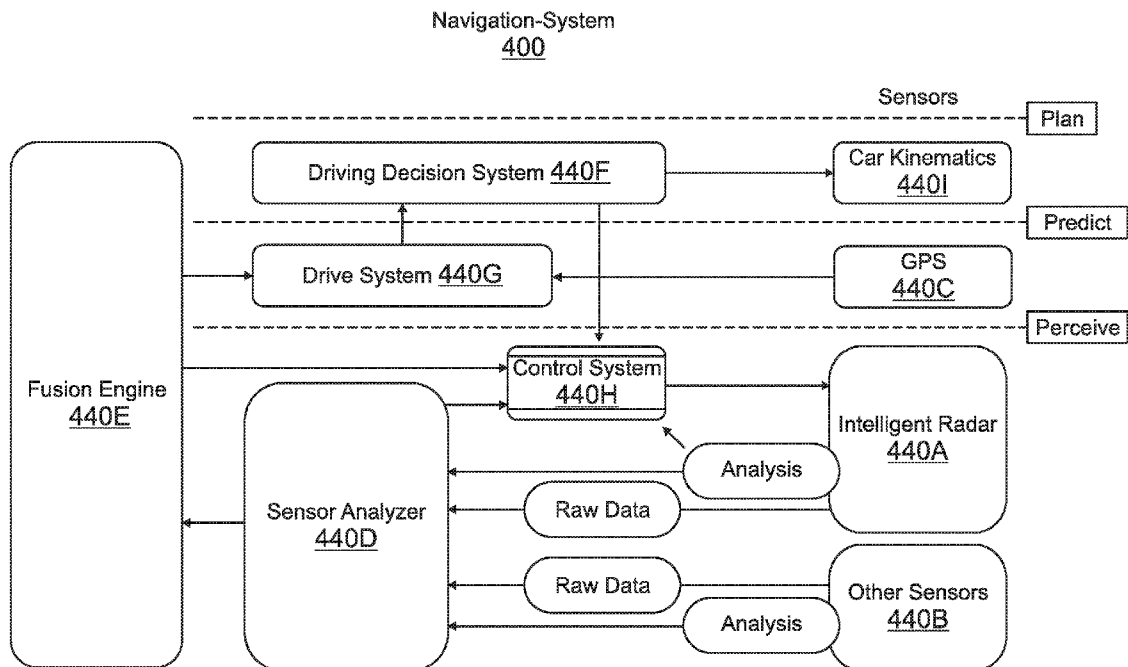 Navigation-System
400
Sensors
Plan
Driving Decision System 440F
Car Kinematics
440I
Predict
Drive System 440G
GPS
440C
Perceive
Fusion Engine
440E
Control System
440H
Intelligent Radar
440A
Analysis
Raw Data
Sensor Analyzer
440D
Raw Data
Other Sensors
440B
Analysis